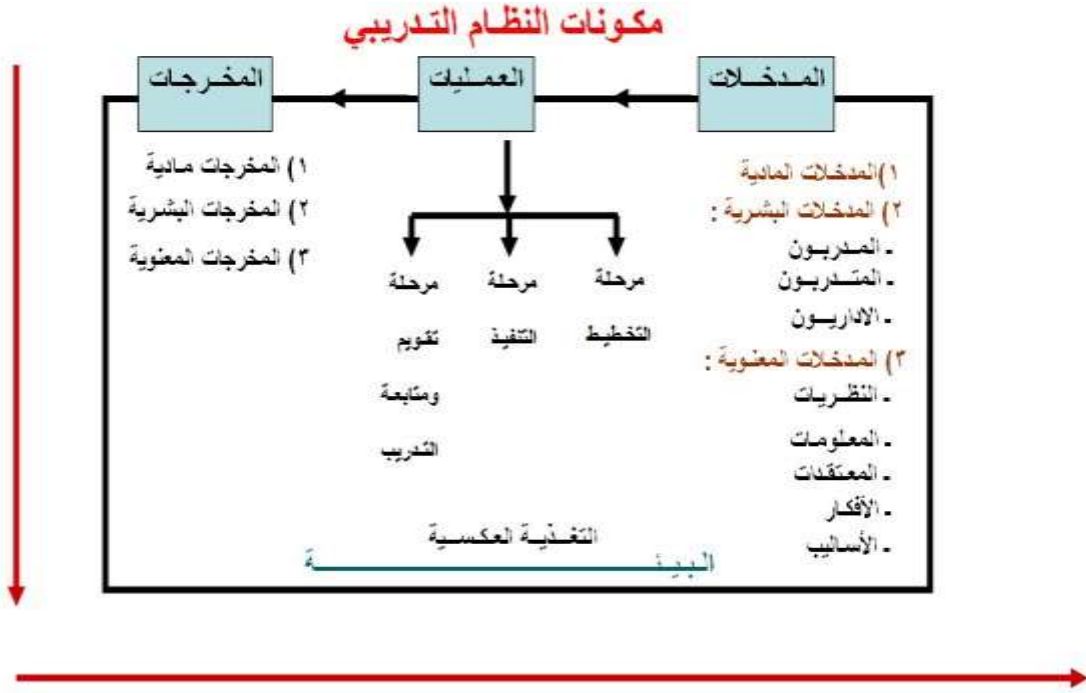 مكونات النظام التدريبي
المدخلات
العمليات
المخرجات
١)المدخلات المادية
٢) المدخلات البشرية :
- المدربون
- المتدربون
- الاداريون
٣) المدخلات المعنوية :
- النظريات
- المعلومات
- المعتقدات
- الأفكار
- الأساليب
مرحلة
التخطيط
مرحلة
التنفيذ
مرحلة
تقويم
ومتابعة
التدريب
١) المخرجات مادية
٢) المخرجات البشرية
٣) المخرجات المعنوية
التغذية العكسية
البيئة